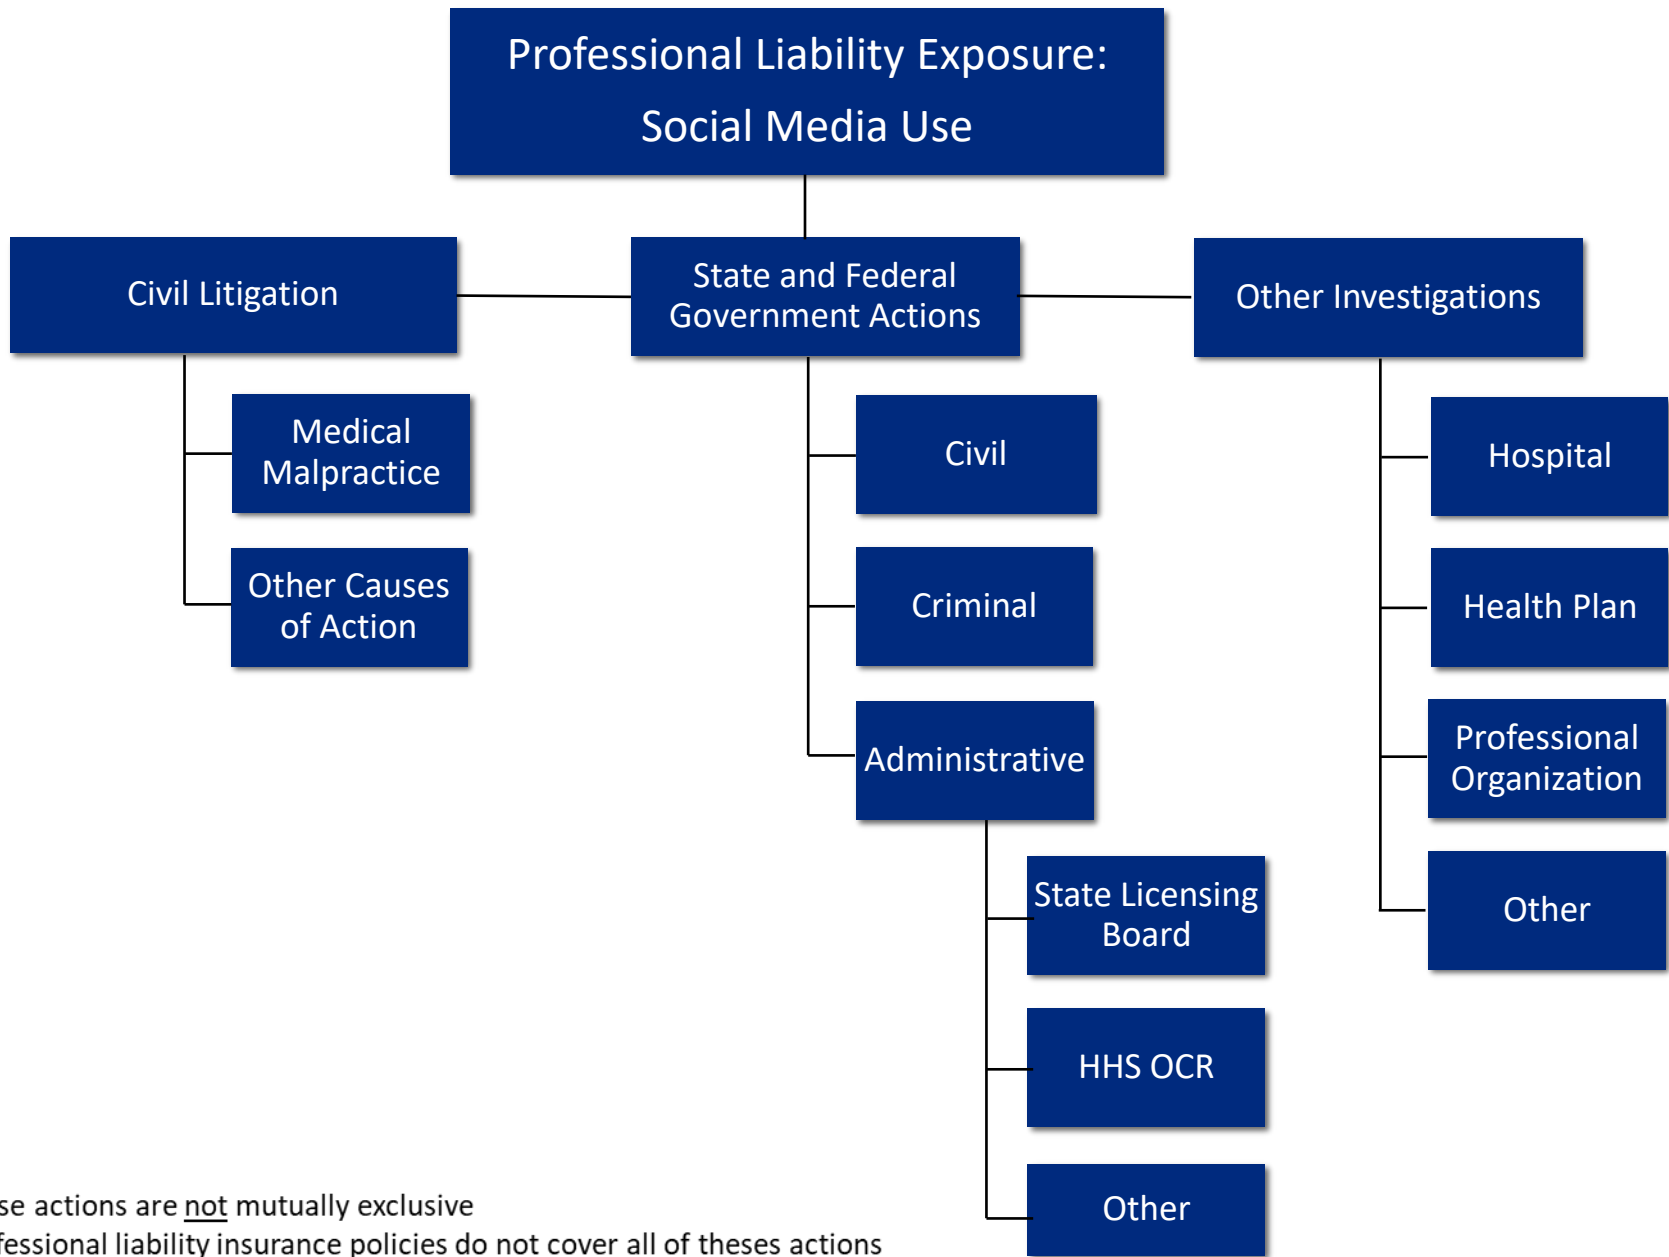 Professional Liability Exposure:
Social Media Use
Civil Litigation
State and Federal
Government Actions
Other Investigations
Medical
Malpractice
Other Causes
of Action
Civil
Criminal
Administrative
State Licensing
Board
HHS OCR
Other
Hospital
Health Plan
Professional
Organization
Other
se actions are not mutually exclusive
fessional liability insurance policies do not cover all of theses actions